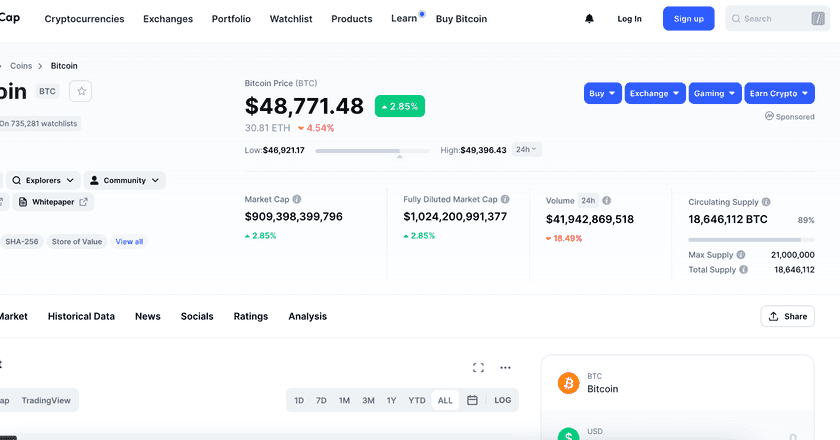 Cap Cryptocurrencies Exchanges Portfolio Watchlist Products Learn Buy Bitcoin Log In Sign up Search /
Coins > Bitcoin
oin BTC
On 735,281 watchlists
Explorers Community
Whitepaper
SHA-256 Store of Value View all
Bitcoin Price (BTC)
$48,771.48 2.85%
30.81 ETH 4.54%
Low:$46,921.17 High:$49,396.43 24h
Buy Exchange Gaming Earn Crypto
Sponsored
Market Cap
$909,398,399,796
2.85%
Fully Diluted Market Cap
$1,024,200,991,377
2.85%
Volume 24h
$41,942,869,518
18.49%
Circulating Supply
18,646,112 BTC 89%
Max Supply 21,000,000
Total Supply 18,646,112
Market Historical Data News Socials Ratings Analysis Share
t
ap TradingView 1D 7D 1M 3M 1Y YTD ALL LOG
BTC
Bitcoin
USD